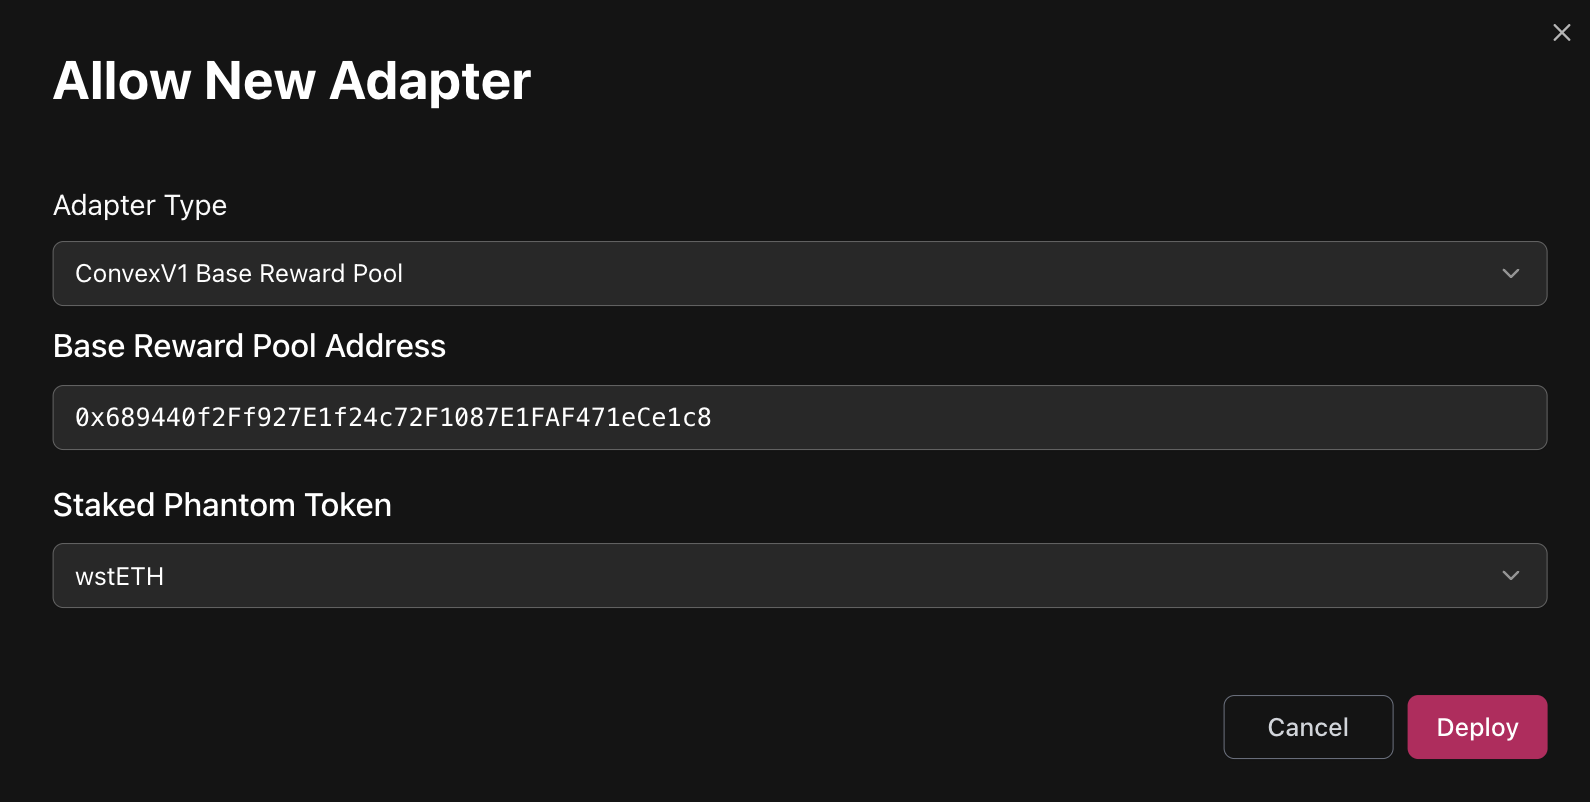 Allow New Adapter
Adapter Type
ConvexV1 Base Reward Pool
Base Reward Pool Address
0x689440f2Ff927E1f24c72F1087E1FAF471eCe1c8
Staked Phantom Token
wstETH
Cancel
Deploy